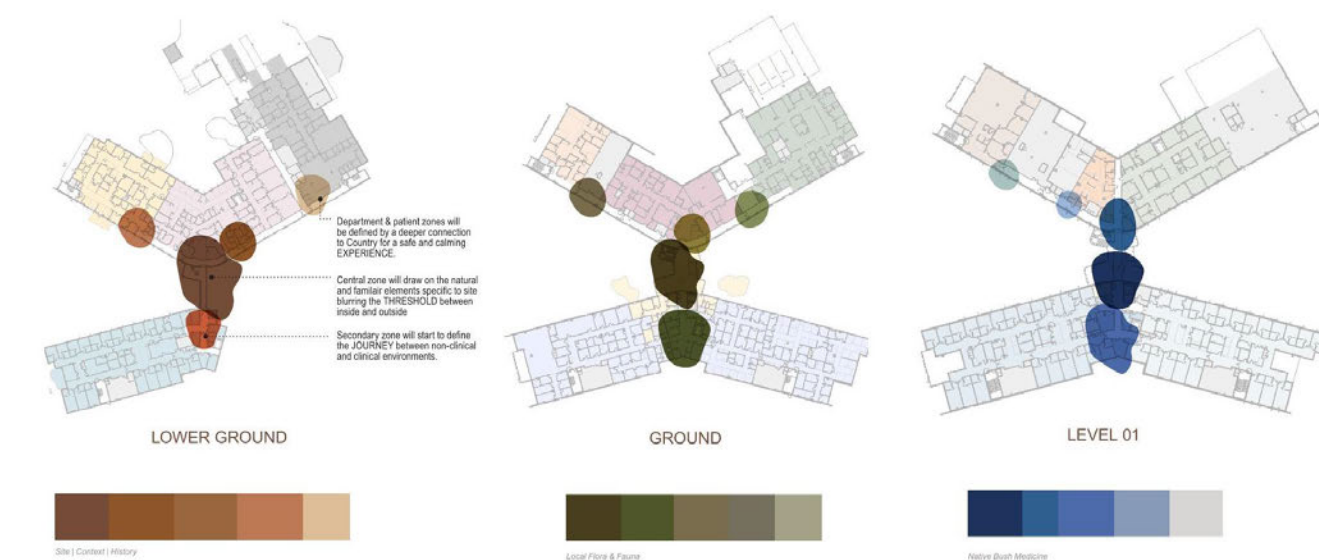 Department & patient zones will
be defined by a deeper connection
to Country for a safe and calming
EXPERIENCE.
Central zone will draw on the natural
and familair elements specific to site
blurring the THRESHOLD between
inside and outside
Secondary zone will start to define
the JOURNEY between non-clinical
and clinical environments.
LOWER GROUND
GROUND
LEVEL 01
Site | Context | History
Local Flora & Faune
Native Bush Medicine